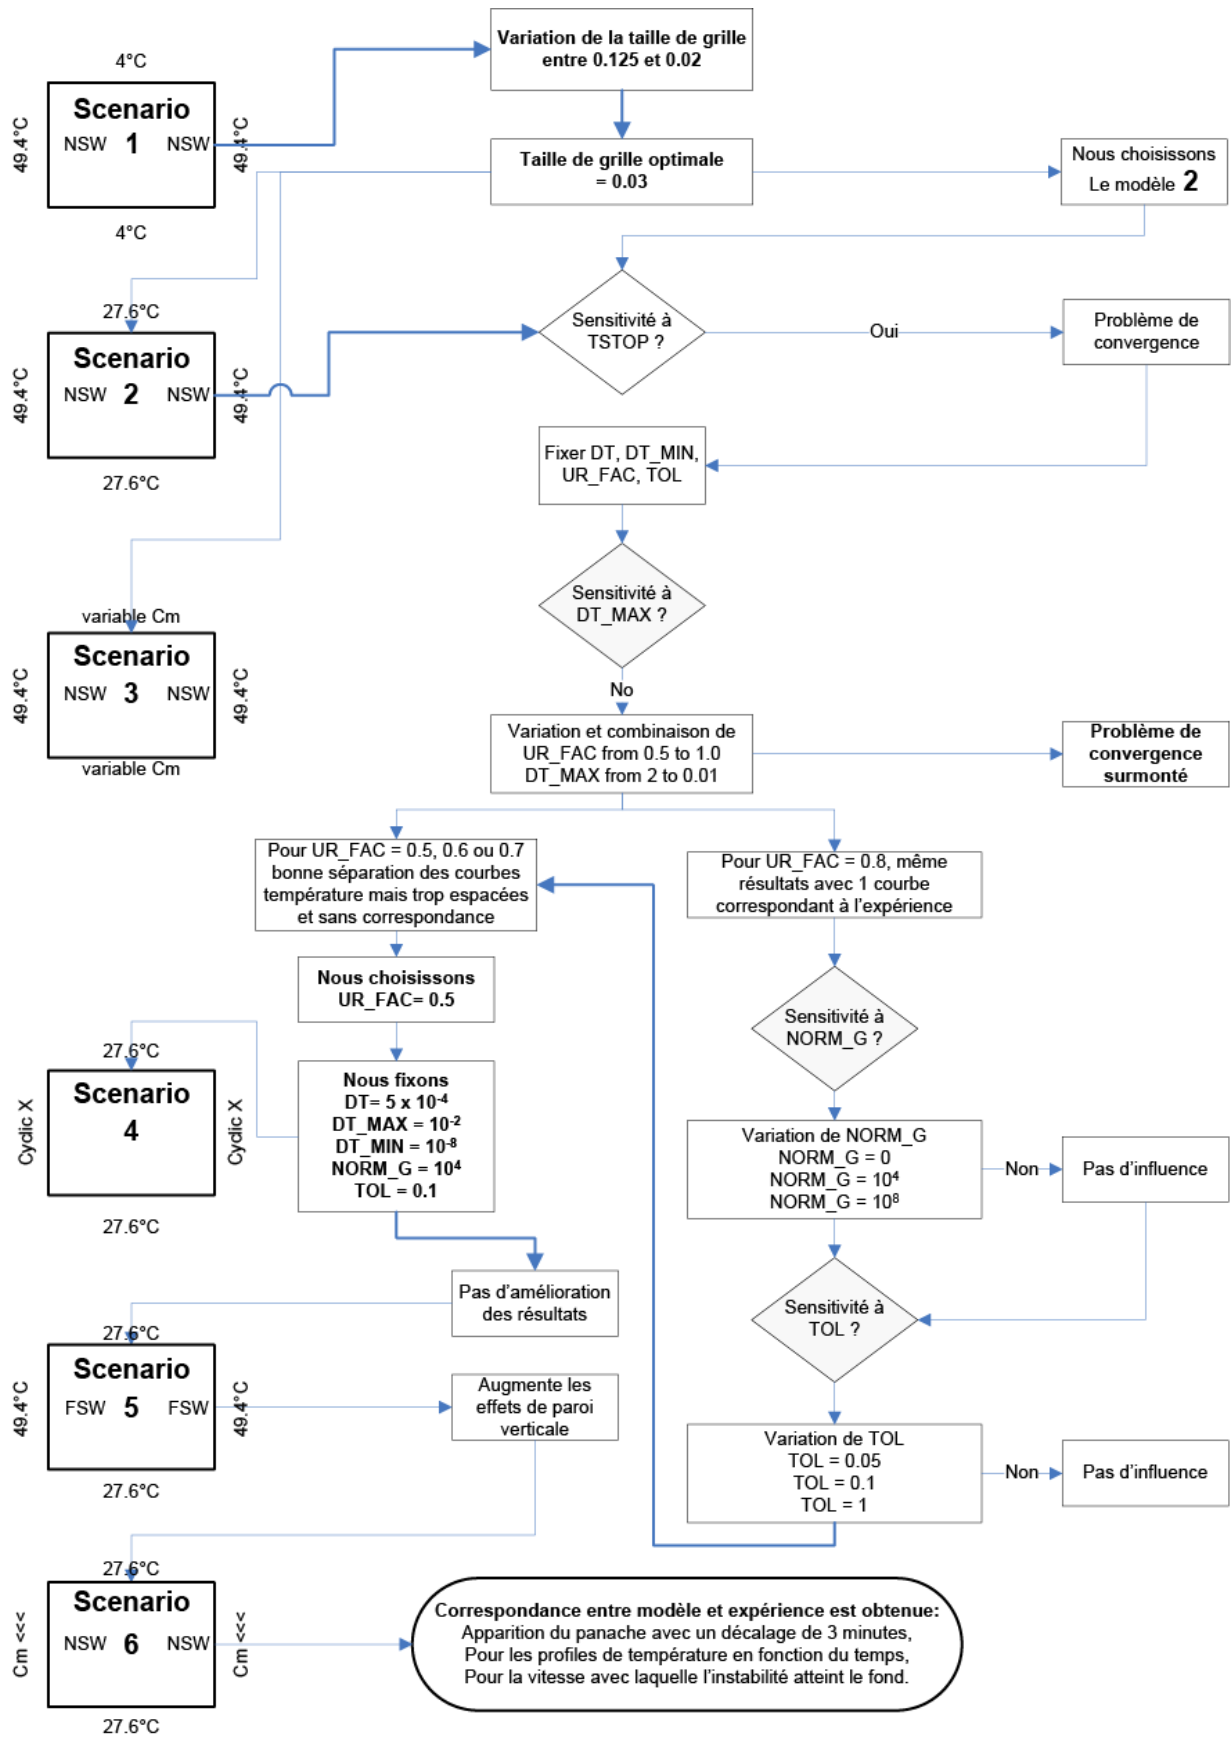 Variation de la taille de grille
entre 0.125 et 0.02
4°C
Scenario
NSW 1 NSW
49.4°C
49.4°C
4°C
Taille de grille optimale
= 0.03
Nous choisissons
Le modèle 2
27.6°C
Scenario
NSW 2 NSW
49.4°C
49.4°C
27.6°C
Sensitivité à
TSTOP ?
Oui
Problème de
convergence
Fixer DT, DT_MIN,
UR_FAC, TOL
Sensitivité à
DT_MAX ?
No
variable Cm
Scenario
NSW 3 NSW
49.4°C
49.4°C
variable Cm
Variation et combinaison de
UR_FAC from 0.5 to 1.0
DT_MAX from 2 to 0.01
Problème de
convergence
surmonté
Pour UR_FAC = 0.5, 0.6 ou 0.7
bonne séparation des courbes
température mais trop espacées
et sans correspondance
Pour UR_FAC = 0.8, même
résultats avec 1 courbe
correspondant à l'expérience
Nous choisissons
UR_FAC= 0.5
Sensitivité à
NORM_G ?
27.6°C
Scenario
4
Cyclic X
Cyclic X
27.6°C
Nous fixons
DT= 5 x 10⁻⁴
DT_MAX = 10⁻²
DT_MIN = 10⁻⁸
NORM_G = 10⁴
TOL = 0.1
Variation de NORM_G
NORM_G = 0
NORM_G = 10⁴
NORM_G = 10⁸
Non
Pas d'influence
Pas d'amélioration
des résultats
Sensitivité à
TOL ?
27.6°C
Scenario
FSW 5 FSW
49.4°C
49.4°C
27.6°C
Augmente les
effets de paroi
verticale
Variation de TOL
TOL = 0.05
TOL = 0.1
TOL = 1
Non
Pas d'influence
27.6°C
Scenario
NSW 6 NSW
Cm <<<
Cm <<<
27.6°C
Correspondance entre modèle et expérience est obtenue:
Apparition du panache avec un décalage de 3 minutes,
Pour les profiles de température en fonction du temps,
Pour la vitesse avec laquelle l'instabilité atteint le fond.